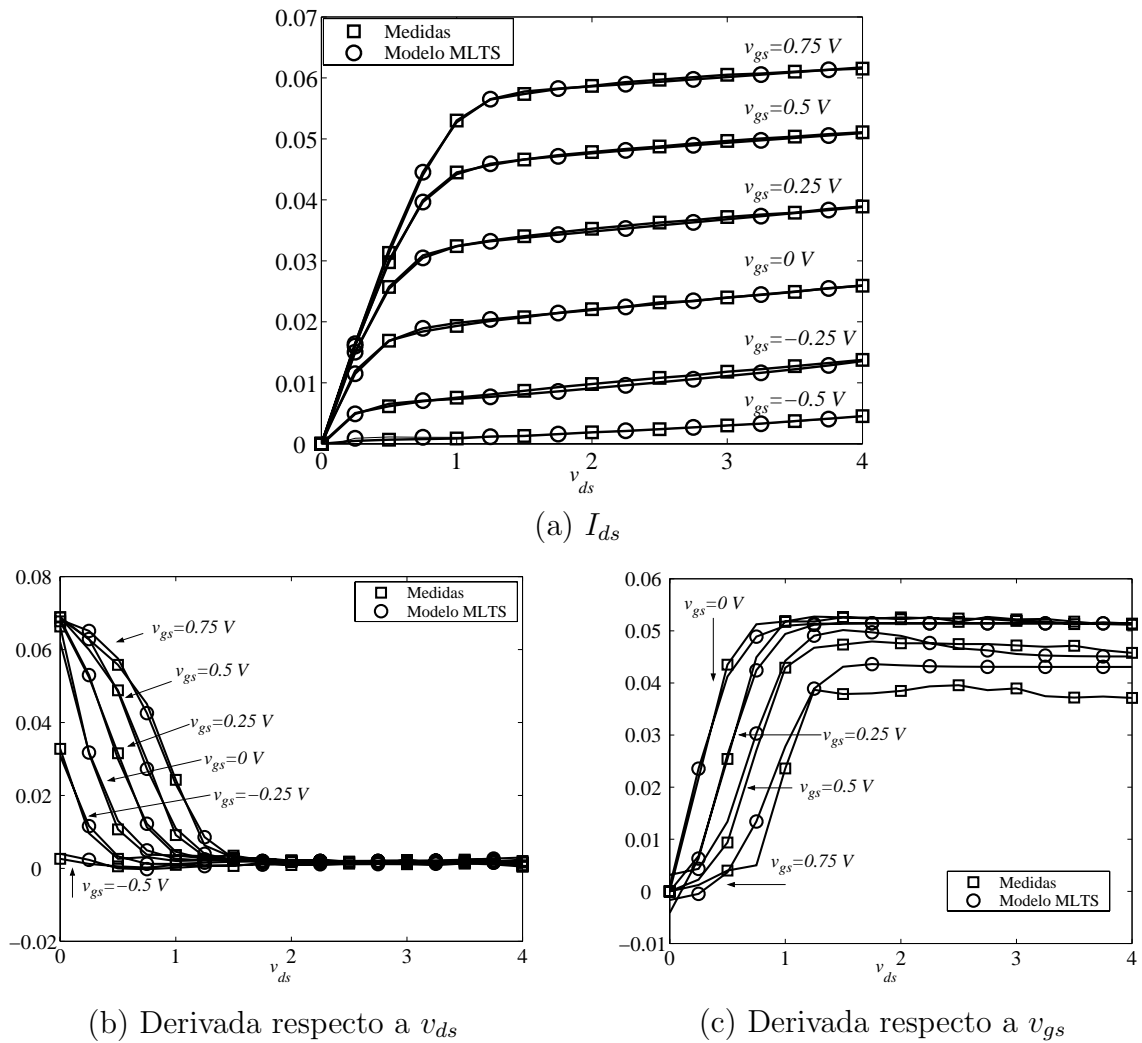 0.07
0.06
0.05
0.04
0.03
0.02
0.01
0
0
1
2
3
4
v_ds
Medidas
Modelo MLTS
v_gs=0.75 V
v_gs=0.5 V
v_gs=0.25 V
v_gs=0 V
v_gs=−0.25 V
v_gs=−0.5 V
(a) I_ds
0.08
0.06
0.04
0.02
0
−0.02
0
1
2
3
4
v_ds
Medidas
Modelo MLTS
v_gs=0.75 V
v_gs=0.5 V
v_gs=0.25 V
v_gs=0 V
v_gs=−0.25 V
v_gs=−0.5 V
(b) Derivada respecto a v_ds
0.06
0.05
0.04
0.03
0.02
0.01
0
−0.01
0
1
2
3
4
v_ds
v_gs=0 V
v_gs=0.25 V
v_gs=0.5 V
v_gs=0.75 V
Medidas
Modelo MLTS
(c) Derivada respecto a v_gs